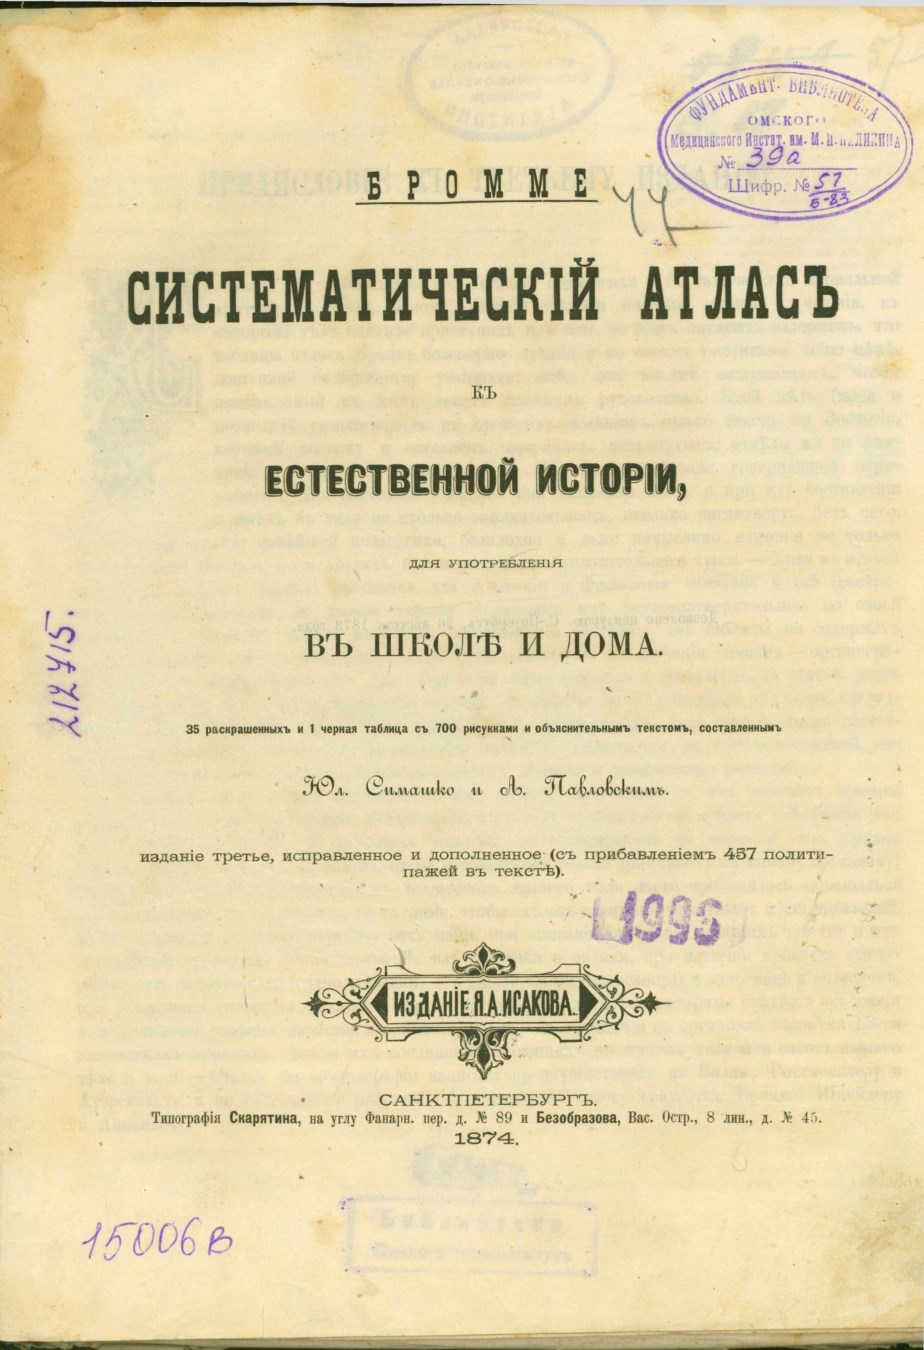 ФУНДАМЕНТ. БИБЛИОТЕКА
ОМСКОГО
Медицинского Инстит. им. М. И. КАЛИНИНА
№ 39а
Шифр. № 51
Б-83
БРОММЕ
СИСТЕМАТИЧЕСКІЙ АТЛАСЪ
КЪ
ЕСТЕСТВЕННОЙ ИСТОРІИ,
ДЛЯ УПОТРЕБЛЕНІЯ
ВЪ ШКОЛѢ И ДОМА.
212715.
35 раскрашенныхъ и 1 черная таблица съ 700 рисунками и объяснительнымъ текстомъ, составленнымъ
Юл. Симашко и А. Павловскимъ.
изданіе третье, исправленное и дополненное (съ прибавленіемъ 457 полити-
пажей въ текстѣ).
ИЗДАНІЕ Я.А.ИСАКОВА.
САНКТПЕТЕРБУРГЪ.
Типографія Скарятина, на углу Фанарн. пер. д. № 89 и Безобразова, Вас. Остр., 8 лин., д. № 45.
1874.
15006в